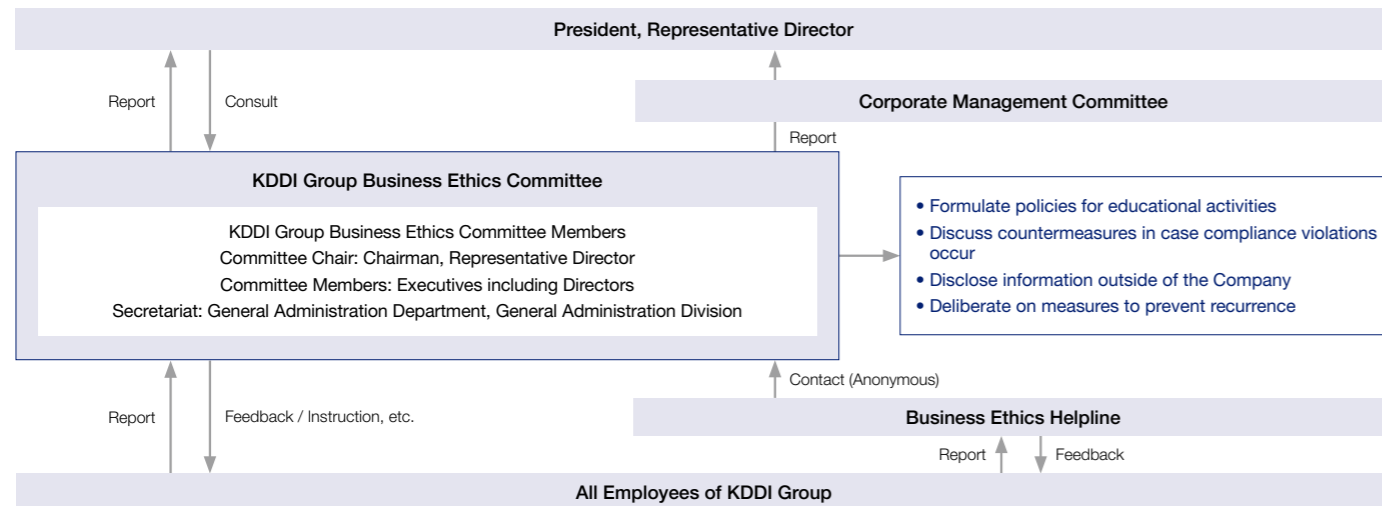 President, Representative Director
Report
Consult
Corporate Management Committee
Report
KDDI Group Business Ethics Committee
KDDI Group Business Ethics Committee Members
Committee Chair: Chairman, Representative Director
Committee Members: Executives including Directors
Secretariat: General Administration Department, General Administration Division
• Formulate policies for educational activities
• Discuss countermeasures in case compliance violations
occur
• Disclose information outside of the Company
• Deliberate on measures to prevent recurrence
Report
Feedback / Instruction, etc.
Contact (Anonymous)
Business Ethics Helpline
Report
Feedback
All Employees of KDDI Group